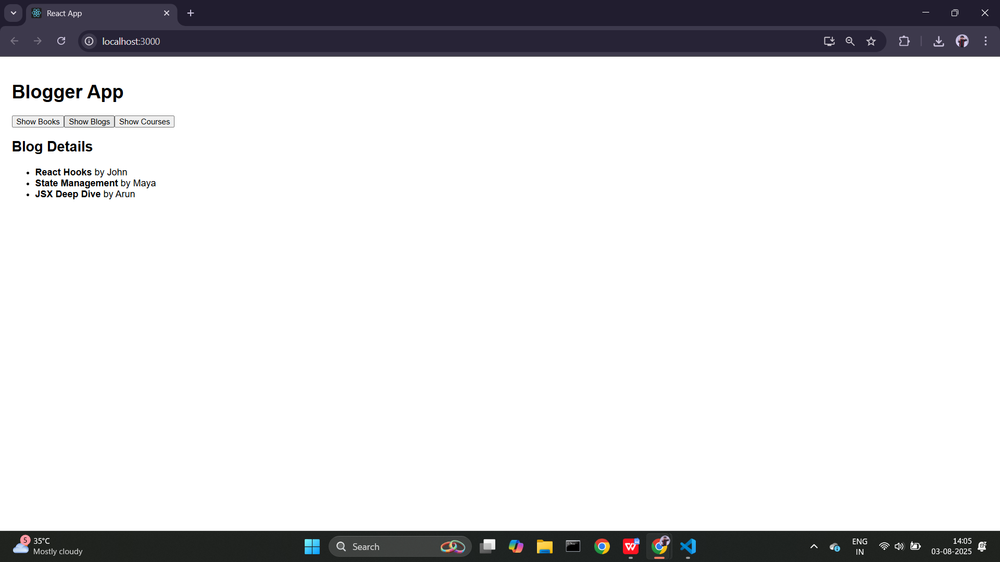 React App
localhost:3000
Blogger App
Show Books Show Blogs Show Courses
Blog Details
• React Hooks by John
• State Management by Maya
• JSX Deep Dive by Arun
5
35°C
Mostly cloudy
Search
W
ENG
IN
14:05
03-08-2025